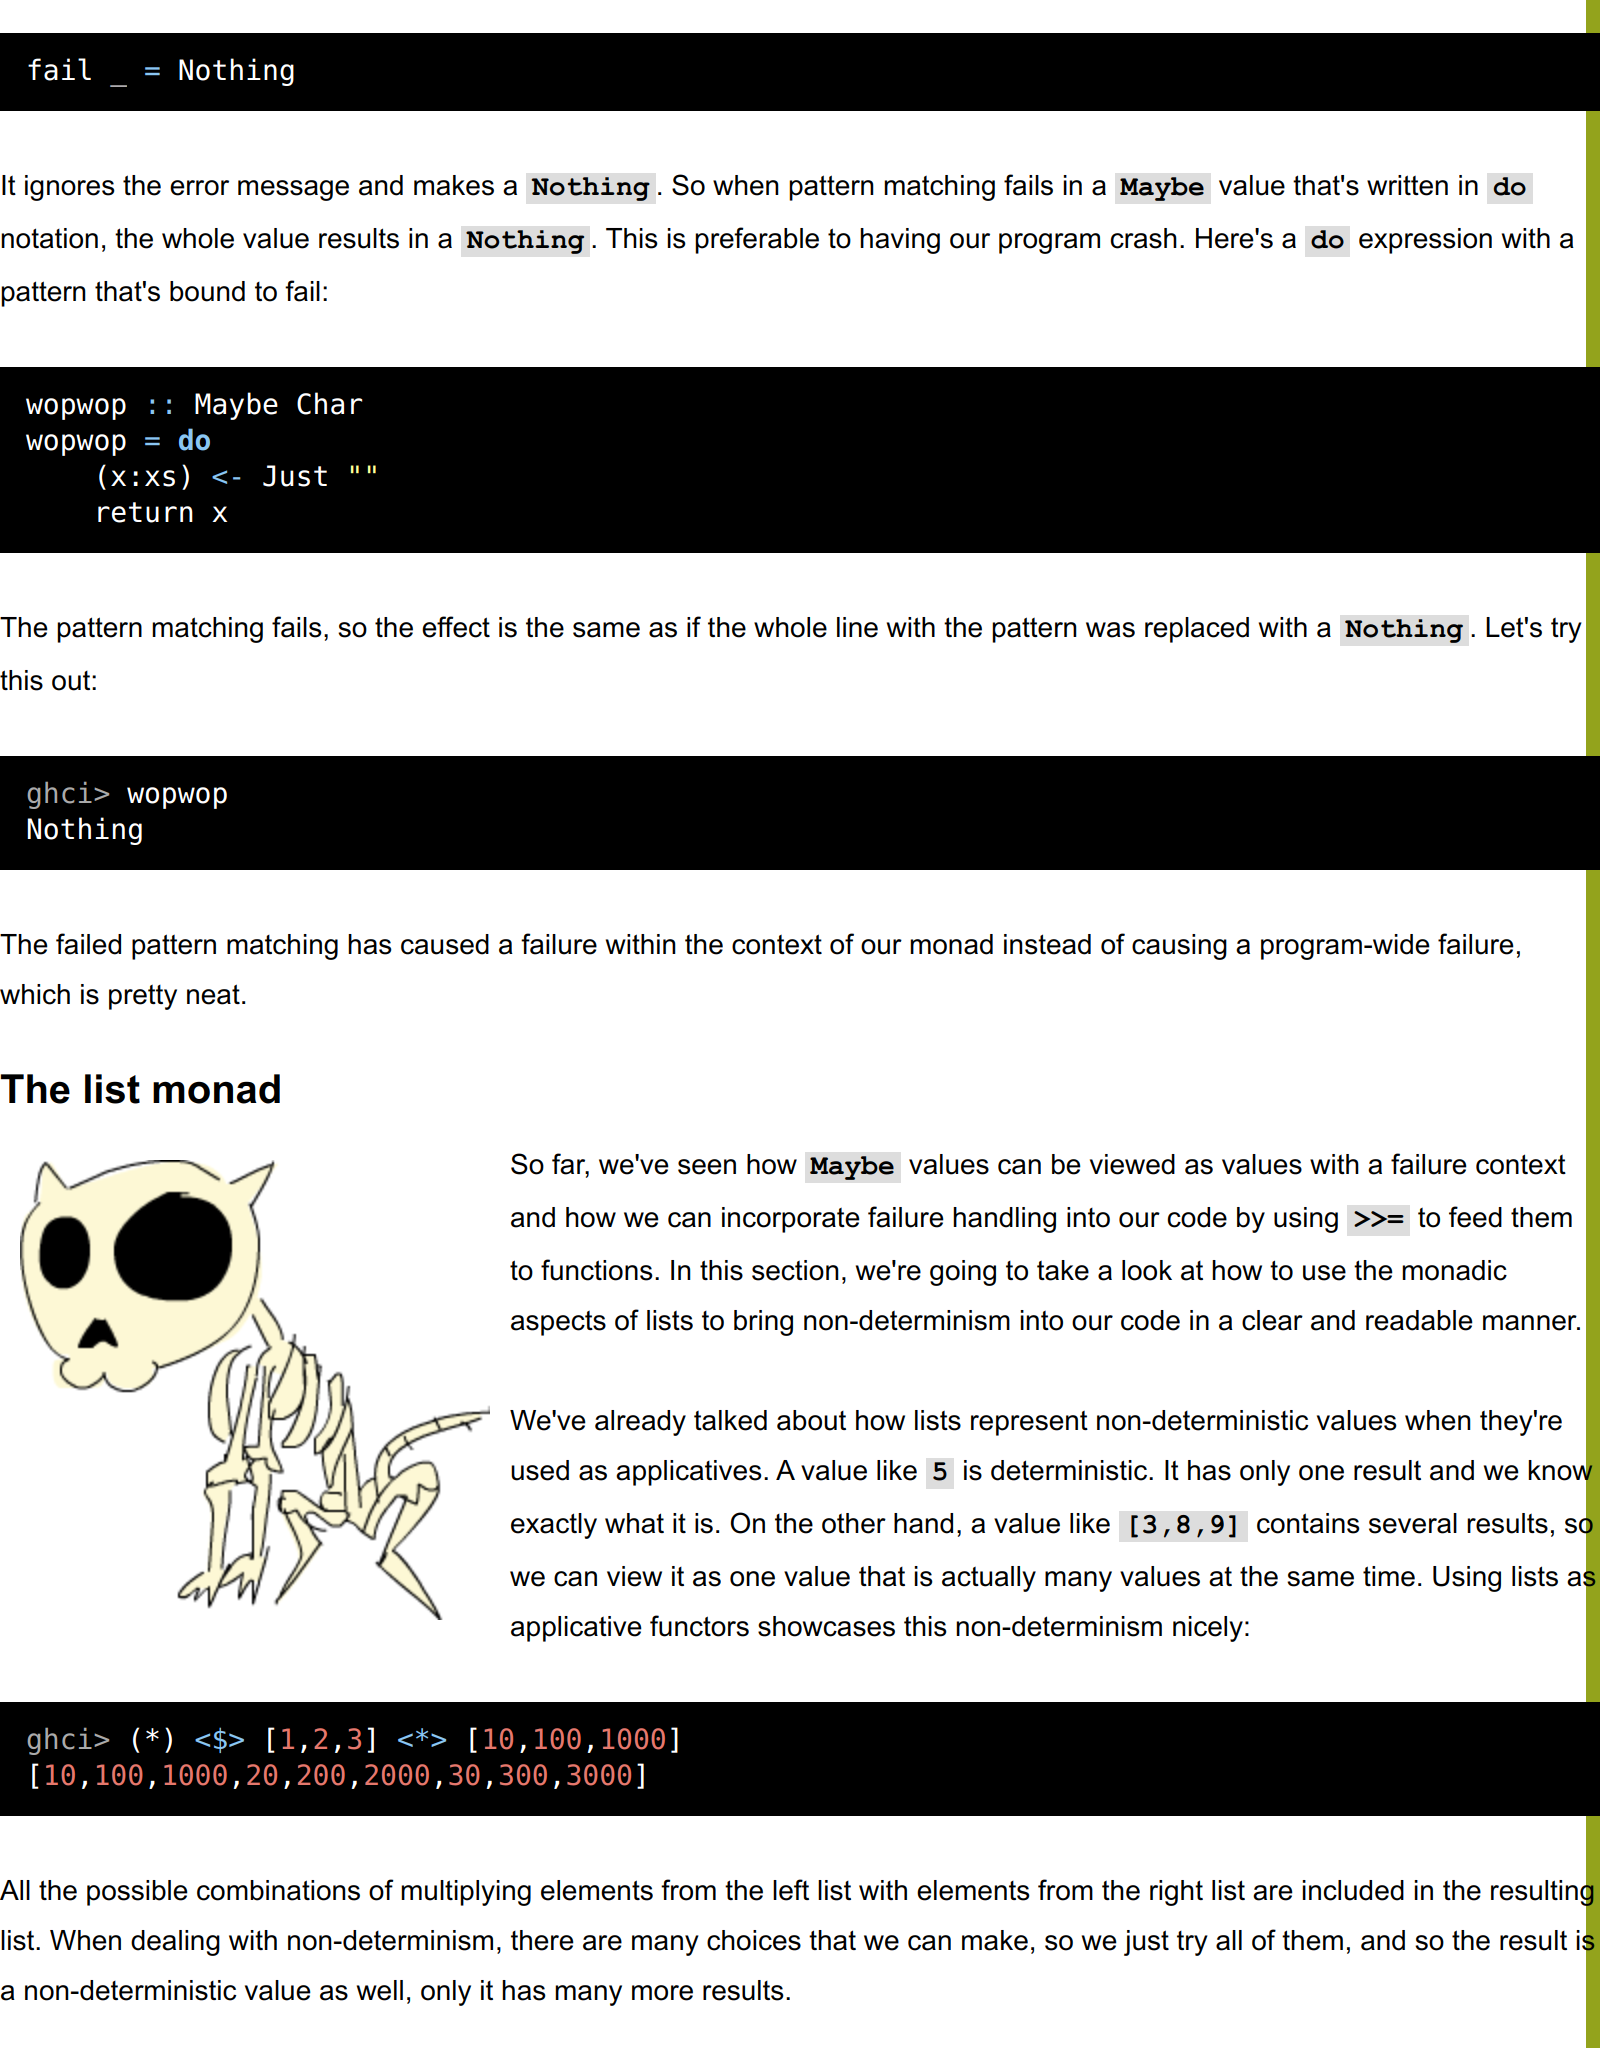 fail _ = Nothing
It ignores the error message and makes a Nothing. So when pattern matching fails in a Maybe value that's written in do
notation, the whole value results in a Nothing. This is preferable to having our program crash. Here's a do expression with a
pattern that's bound to fail:
wopwop :: Maybe Char
wopwop = do
    (x:xs) <- Just ""
    return x
The pattern matching fails, so the effect is the same as if the whole line with the pattern was replaced with a Nothing. Let's try
this out:
ghci> wopwop
Nothing
The failed pattern matching has caused a failure within the context of our monad instead of causing a program-wide failure,
which is pretty neat.
The list monad
So far, we've seen how Maybe values can be viewed as values with a failure context
and how we can incorporate failure handling into our code by using >>= to feed them
to functions. In this section, we're going to take a look at how to use the monadic
aspects of lists to bring non-determinism into our code in a clear and readable manner.
We've already talked about how lists represent non-deterministic values when they're
used as applicatives. A value like 5 is deterministic. It has only one result and we know
exactly what it is. On the other hand, a value like [3,8,9] contains several results, so
we can view it as one value that is actually many values at the same time. Using lists as
applicative functors showcases this non-determinism nicely:
ghci> (*) <$> [1,2,3] <*> [10,100,1000]
[10,100,1000,20,200,2000,30,300,3000]
All the possible combinations of multiplying elements from the left list with elements from the right list are included in the resulting
list. When dealing with non-determinism, there are many choices that we can make, so we just try all of them, and so the result is
a non-deterministic value as well, only it has many more results.